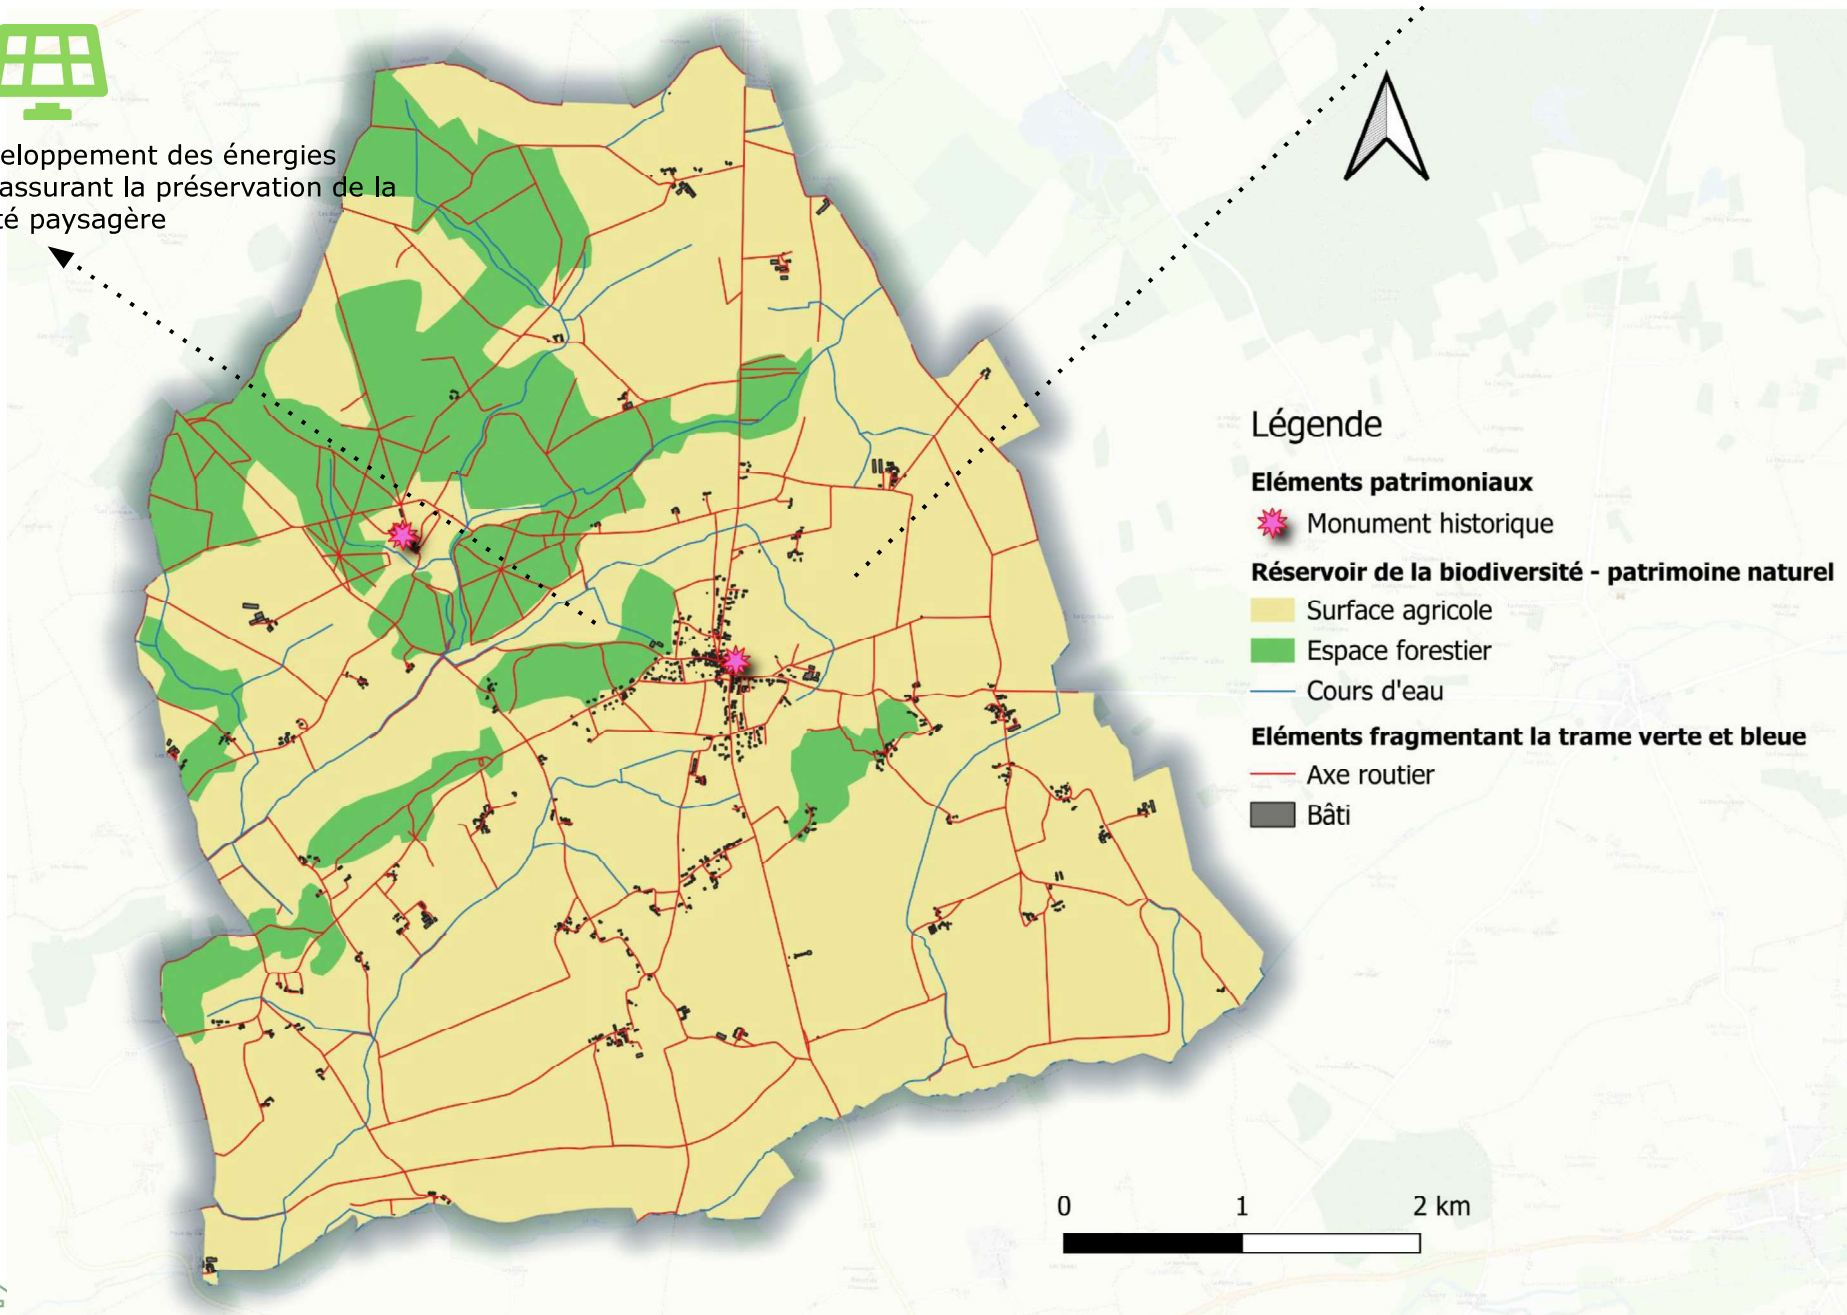 eloppement des énergies
assurant la préservation de la
té paysagère
Légende
Eléments patrimoniaux
Monument historique
Réservoir de la biodiversité - patrimoine naturel
Surface agricole
Espace forestier
Cours d'eau
Eléments fragmentant la trame verte et bleue
Axe routier
Bâti
0 1 2 km